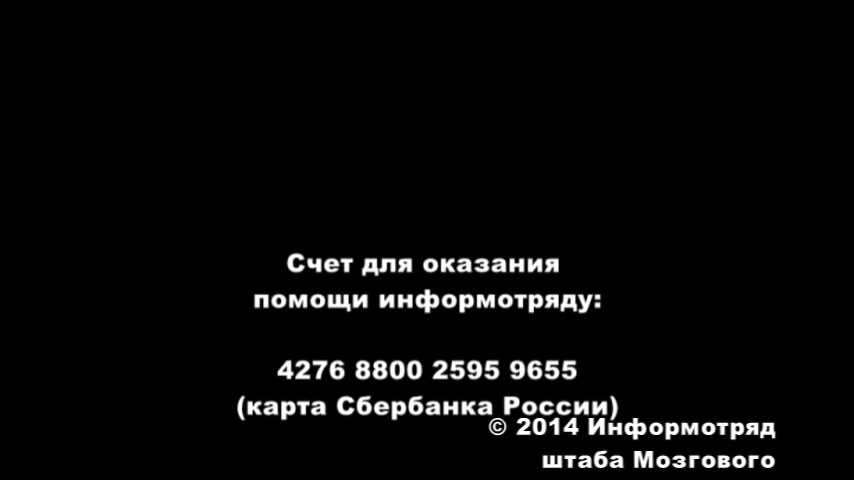 Счет для оказания
помощи информотряду:
4276 8800 2595 9655
(карта Сбербанка России)
© 2014 Информотряд
штаба Мозгового